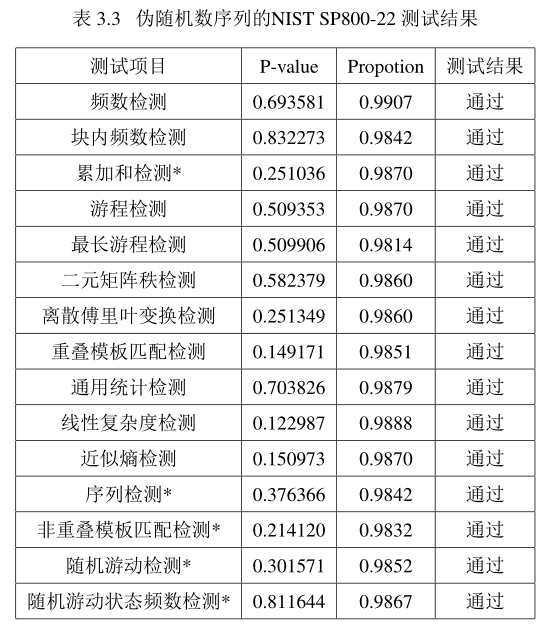 表 3.3 伪随机数序列的NIST SP800-22 测试结果
测试项目 P-value Propotion 测试结果
频数检测 0.693581 0.9907 通过
块内频数检测 0.832273 0.9842 通过
累加和检测* 0.251036 0.9870 通过
游程检测 0.509353 0.9870 通过
最长游程检测 0.509906 0.9814 通过
二元矩阵秩检测 0.582379 0.9860 通过
离散傅里叶变换检测 0.251349 0.9860 通过
重叠模板匹配检测 0.149171 0.9851 通过
通用统计检测 0.703826 0.9879 通过
线性复杂度检测 0.122987 0.9888 通过
近似熵检测 0.150973 0.9870 通过
序列检测* 0.376366 0.9842 通过
非重叠模板匹配检测* 0.214120 0.9832 通过
随机游动检测* 0.301571 0.9852 通过
随机游动状态频数检测* 0.811644 0.9867 通过